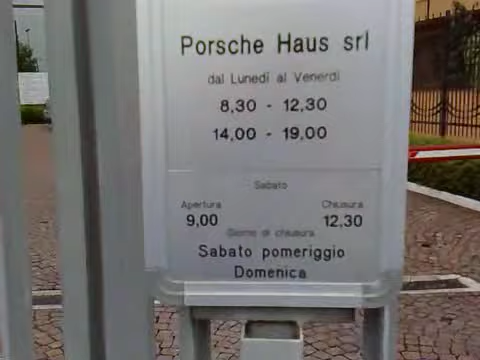 Porsche Haus srl
dal Lunedì al Venerdì
8,30 - 12,30
14,00 - 19,00
Sabato
Apertura Chiusura
9,00 12,30
Giorno di chiusura
Sabato pomeriggio
Domenica